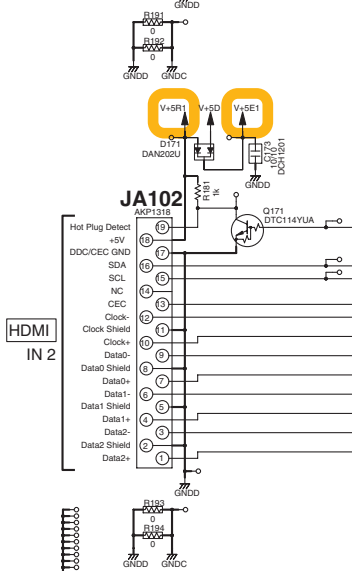 GNDD
R191
0
R192
0
GNDD GNDC
V+5R1 V+5D V+5E1
D171
DAN202U
C173
10/10
DCH1201
GNDD
R181
1k
JA102
AKP1318
Q171
DTC114YUA
Hot Plug Detect 19
+5V 18
DDC/CEC GND 17
SDA 16
SCL 15
NC 14
CEC 13
Clock- 12
Clock Shield 11
Clock+ 10
Data0- 9
Data0 Shield 8
Data0+ 7
Data1- 6
Data1 Shield 5
Data1+ 4
Data2- 3
Data2 Shield 2
Data2+ 1
HDMI
IN 2
GNDD
R193
0
R194
0
GNDD GNDC